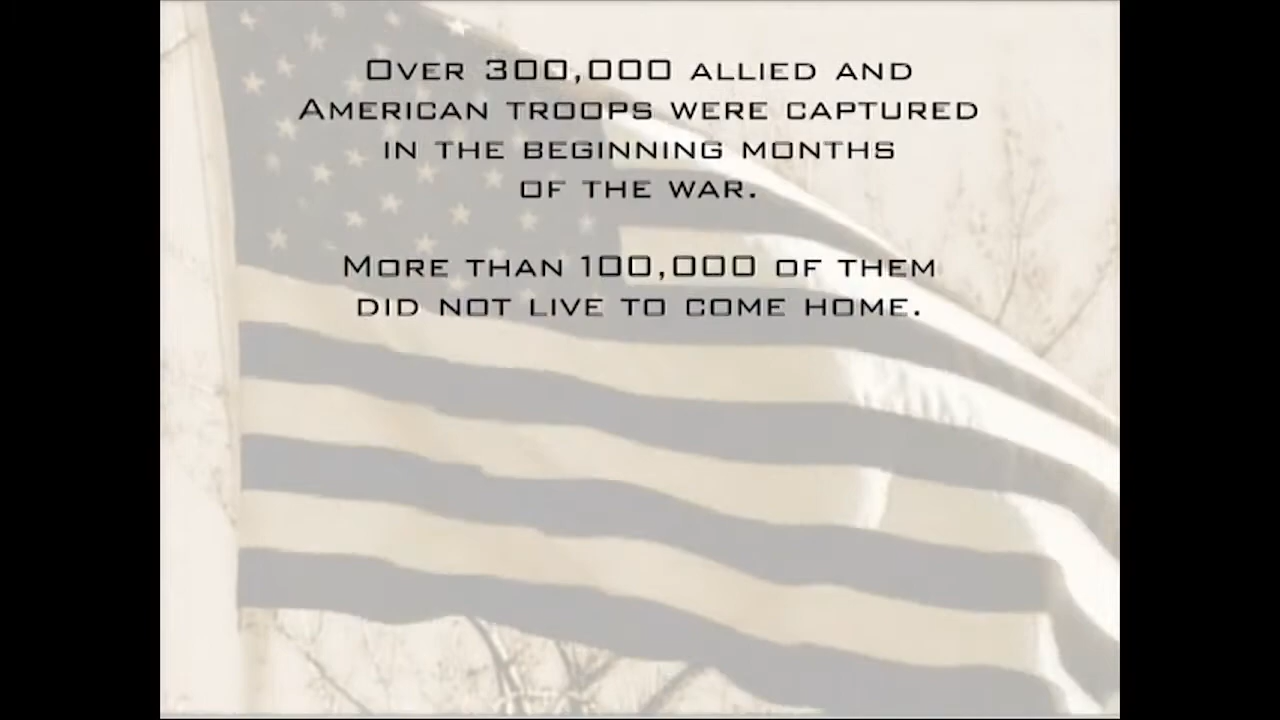 Over 300,000 allied and
American troops were captured
in the beginning months
of the war.
More than 100,000 of them
did not live to come home.